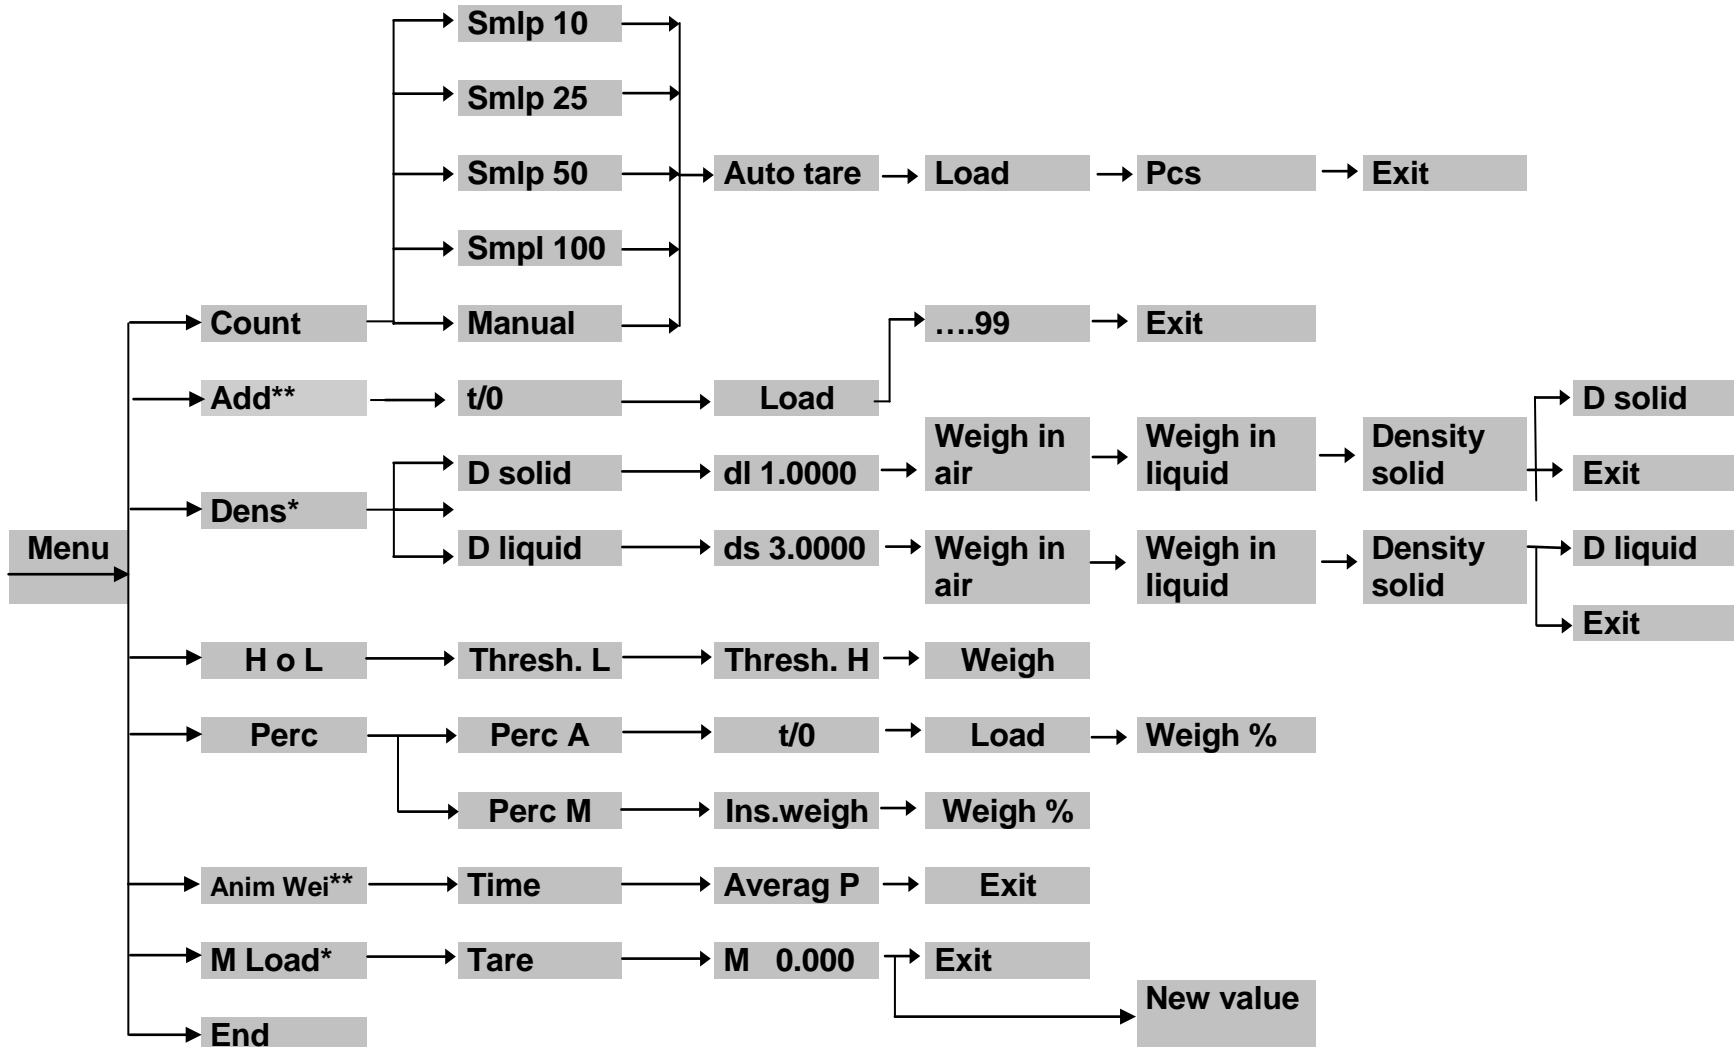 Smlp 10
Smlp 25
Smlp 50
Auto tare
Load
Pcs
Exit
Smpl 100
Count
Manual
....99
Exit
Add**
t/0
Load
D solid
Weigh in
air
Weigh in
liquid
Density
solid
D solid
dl 1.0000
Exit
Dens*
Menu
D liquid
ds 3.0000
Weigh in
air
Weigh in
liquid
Density
solid
D liquid
Exit
H o L
Thresh. L
Thresh. H
Weigh
Perc
Perc A
t/0
Load
Weigh %
Perc M
Ins.weigh
Weigh %
Anim Wei**
Time
Averag P
Exit
M Load*
Tare
M 0.000
Exit
New value
End